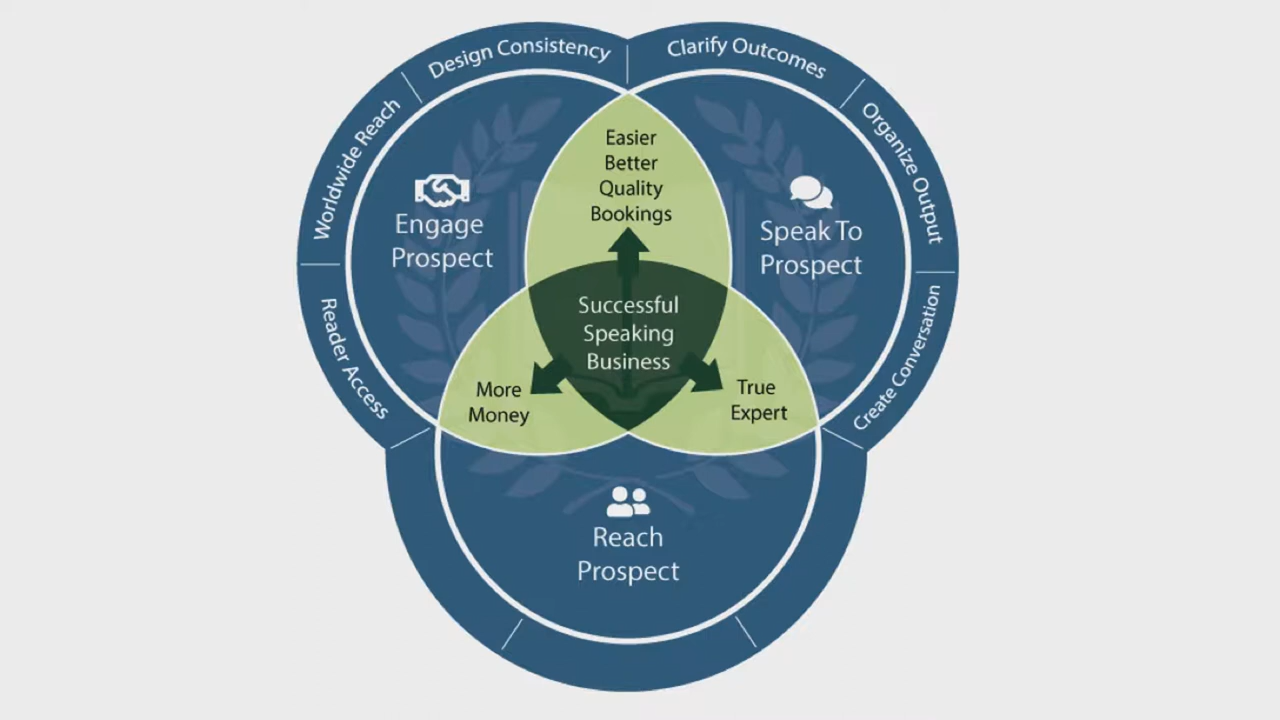 Design Consistency
Clarify Outcomes
Worldwide Reach
Organize Output
Easier
Better
Quality
Bookings
Engage
Prospect
Speak To
Prospect
Reader Access
Create Conversation
Successful
Speaking
Business
More
Money
True
Expert
Reach
Prospect